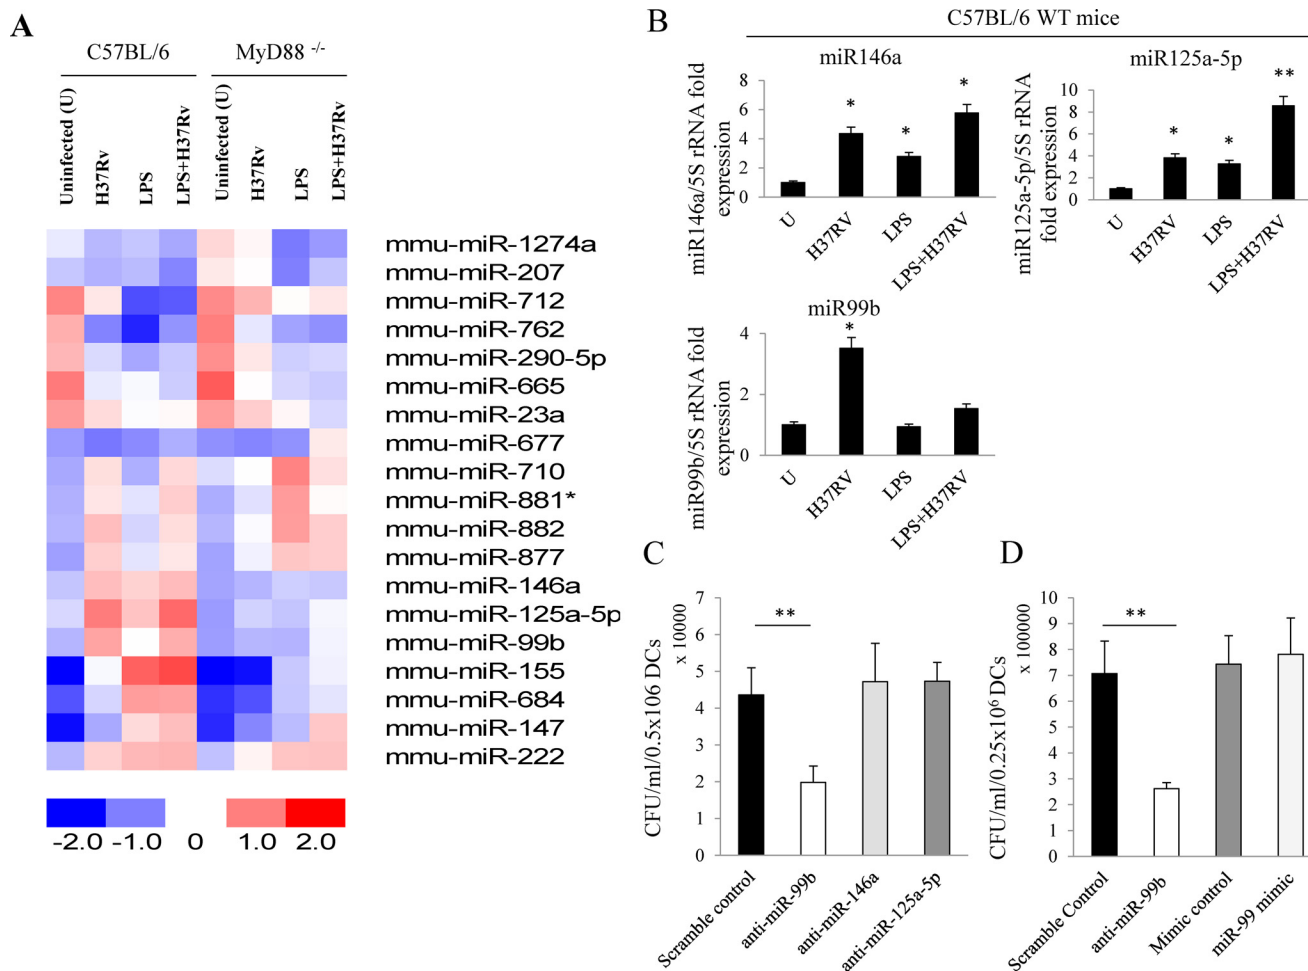 A
C57BL/6
MyD88 -/-
Uninfected (U)
H37Rv
LPS
LPS+H37Rv
Uninfected (U)
H37Rv
LPS
LPS+H37Rv
mmu-miR-1274a
mmu-miR-207
mmu-miR-712
mmu-miR-762
mmu-miR-290-5p
mmu-miR-665
mmu-miR-23a
mmu-miR-677
mmu-miR-710
mmu-miR-881*
mmu-miR-882
mmu-miR-877
mmu-miR-146a
mmu-miR-125a-5p
mmu-miR-99b
mmu-miR-155
mmu-miR-684
mmu-miR-147
mmu-miR-222
-2.0 -1.0 0 1.0 2.0
B
C57BL/6 WT mice
miR146a
miR146a/5S rRNA fold
expression
8
6
4
2
0
*
*
*
U
H37RV
LPS
LPS+H37RV
miR125a-5p
miR125a-5p/5S rRNA
fold expression
10
8
6
4
2
0
*
*
**
U
H37RV
LPS
LPS+H37RV
miR99b
miR99b/5S rRNA fold
expression
4
2
0
*
U
H37RV
LPS
LPS+H37RV
C
CFU/ml/0.5x106 DCs
x 10000
7
6
5
4
3
2
1
0
**
Scramble control
anti-miR-99b
anti-miR-146a
anti-miR-125a-5p
D
CFU/ml/0.25x10⁶ DCs
x 100000
10
9
8
7
6
5
4
3
2
1
0
**
Scramble Control
anti-miR-99b
Mimic control
miR-99 mimic